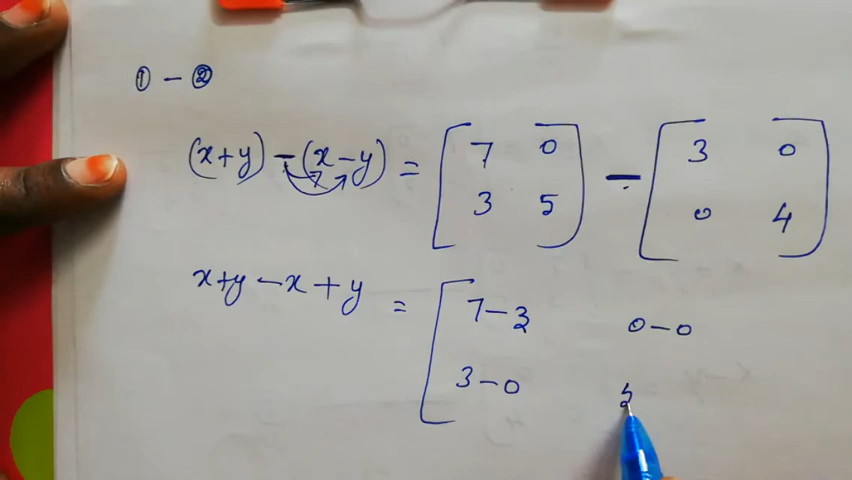 ① - ②
(x+y) - (x-y) = [7 0] - [3 0]
[3 5] [0 4]
x+y-x+y = [7-3 0-0
3-0 5